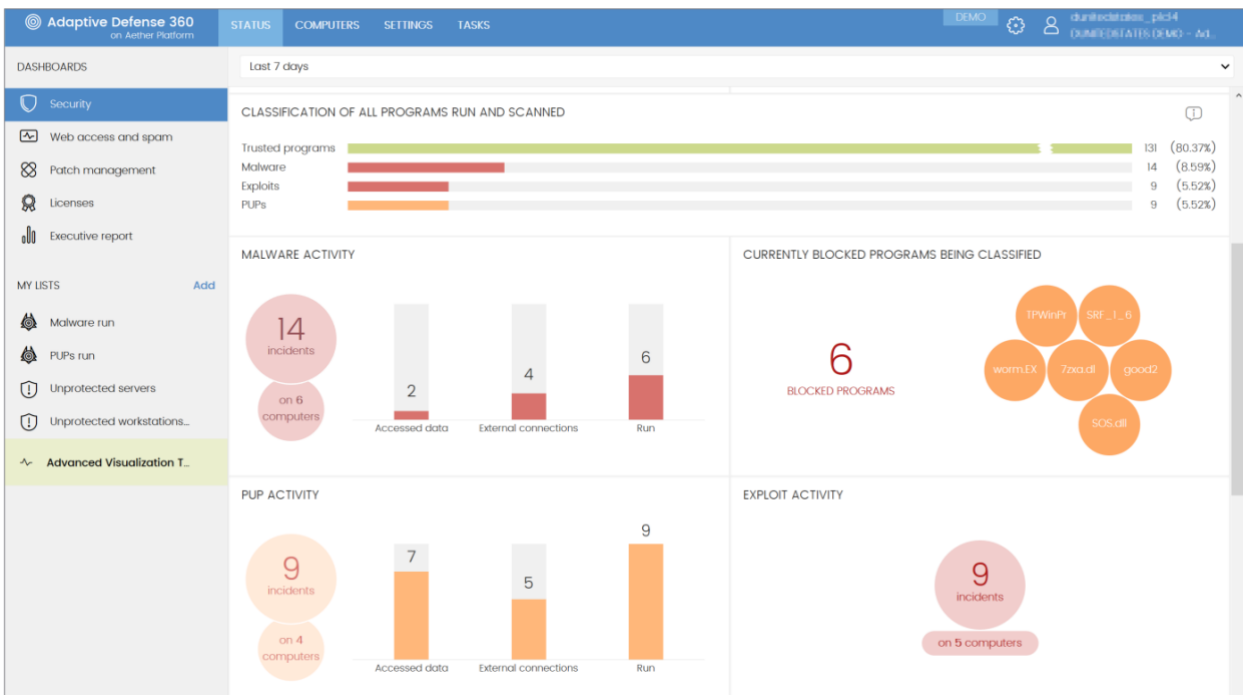 Adaptive Defense 360
on Aether Platform
STATUS
COMPUTERS
SETTINGS
TASKS
DEMO
DASHBOARDS
Security
Web access and spam
Patch management
Licenses
Executive report
MY LISTS
Add
Malware run
PUPs run
Unprotected servers
Unprotected workstations...
Advanced Visualization T...
Last 7 days
CLASSIFICATION OF ALL PROGRAMS RUN AND SCANNED
Trusted programs 131 (80.37%)
Malware 14 (8.59%)
Exploits 9 (5.52%)
PUPs 9 (5.52%)
MALWARE ACTIVITY
14
incidents
on 6
computers
2
4
6
Accessed data
External connections
Run
CURRENTLY BLOCKED PROGRAMS BEING CLASSIFIED
6
BLOCKED PROGRAMS
TPWinPr
SRF_1_6
worm.EX
7zxa.dl
good2
SOS.dll
PUP ACTIVITY
9
incidents
on 4
computers
7
5
9
Accessed data
External connections
Run
EXPLOIT ACTIVITY
9
incidents
on 5 computers